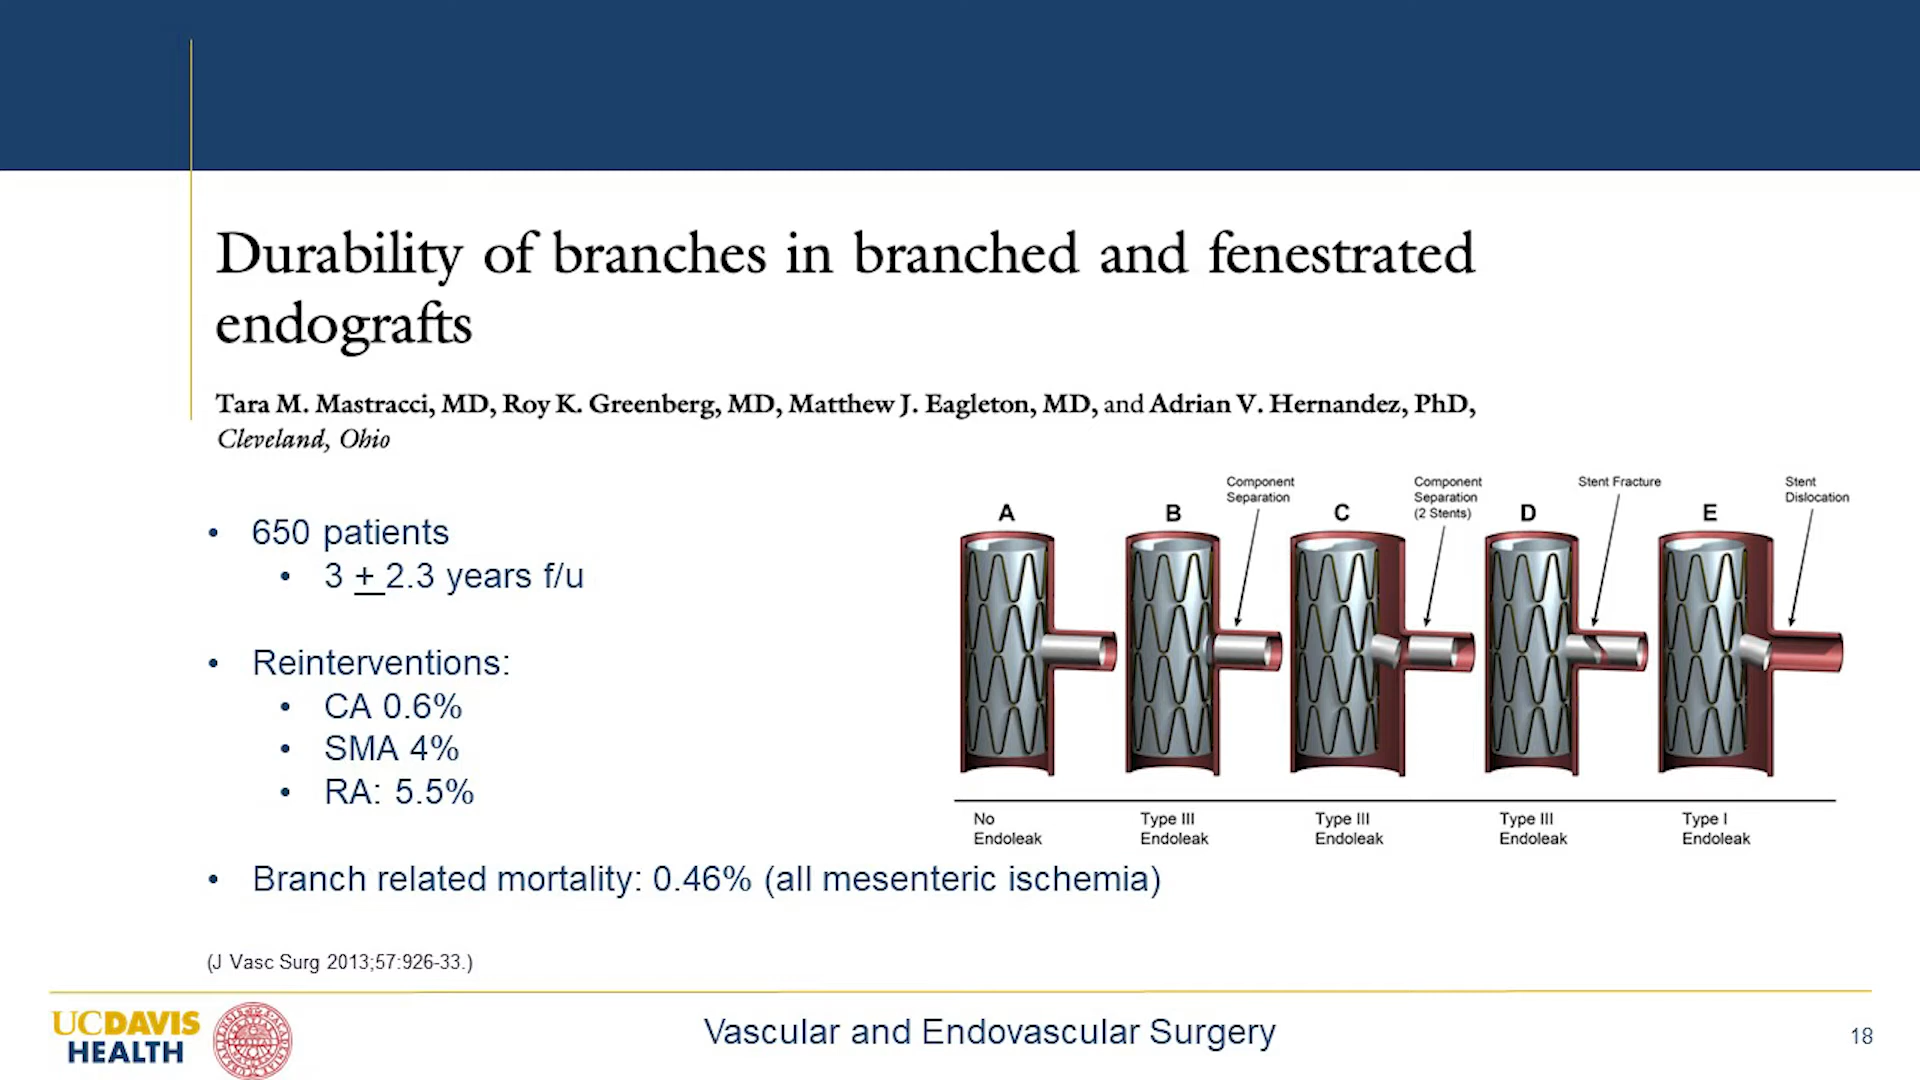 Durability of branches in branched and fenestrated
endografts
Tara M. Mastracci, MD, Roy K. Greenberg, MD, Matthew J. Eagleton, MD, and Adrian V. Hernandez, PhD,
Cleveland, Ohio
• 650 patients
• 3 + 2.3 years f/u
• Reinterventions:
• CA 0.6%
• SMA 4%
• RA: 5.5%
• Branch related mortality: 0.46% (all mesenteric ischemia)
A
B
Component
Separation
C
Component
Separation
(2 Stents)
D
Stent Fracture
E
Stent
Dislocation
No
Endoleak
Type III
Endoleak
Type III
Endoleak
Type III
Endoleak
Type I
Endoleak
(J Vasc Surg 2013;57:926-33.)
UCDAVIS
HEALTH
Vascular and Endovascular Surgery
18